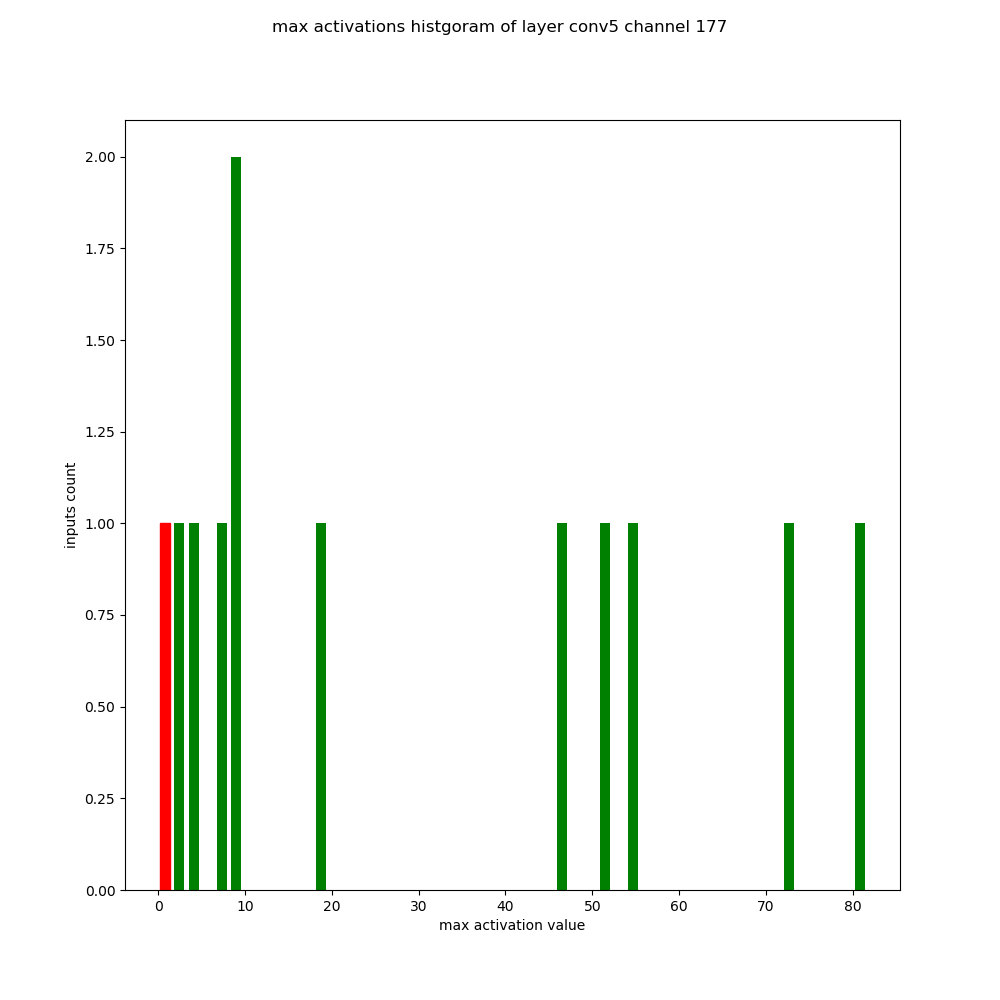 max activations histgoram of layer conv5 channel 177
2.00
1.75
1.50
1.25
1.00
0.75
0.50
0.25
0.00
inputs count
0 10 20 30 40 50 60 70 80
max activation value